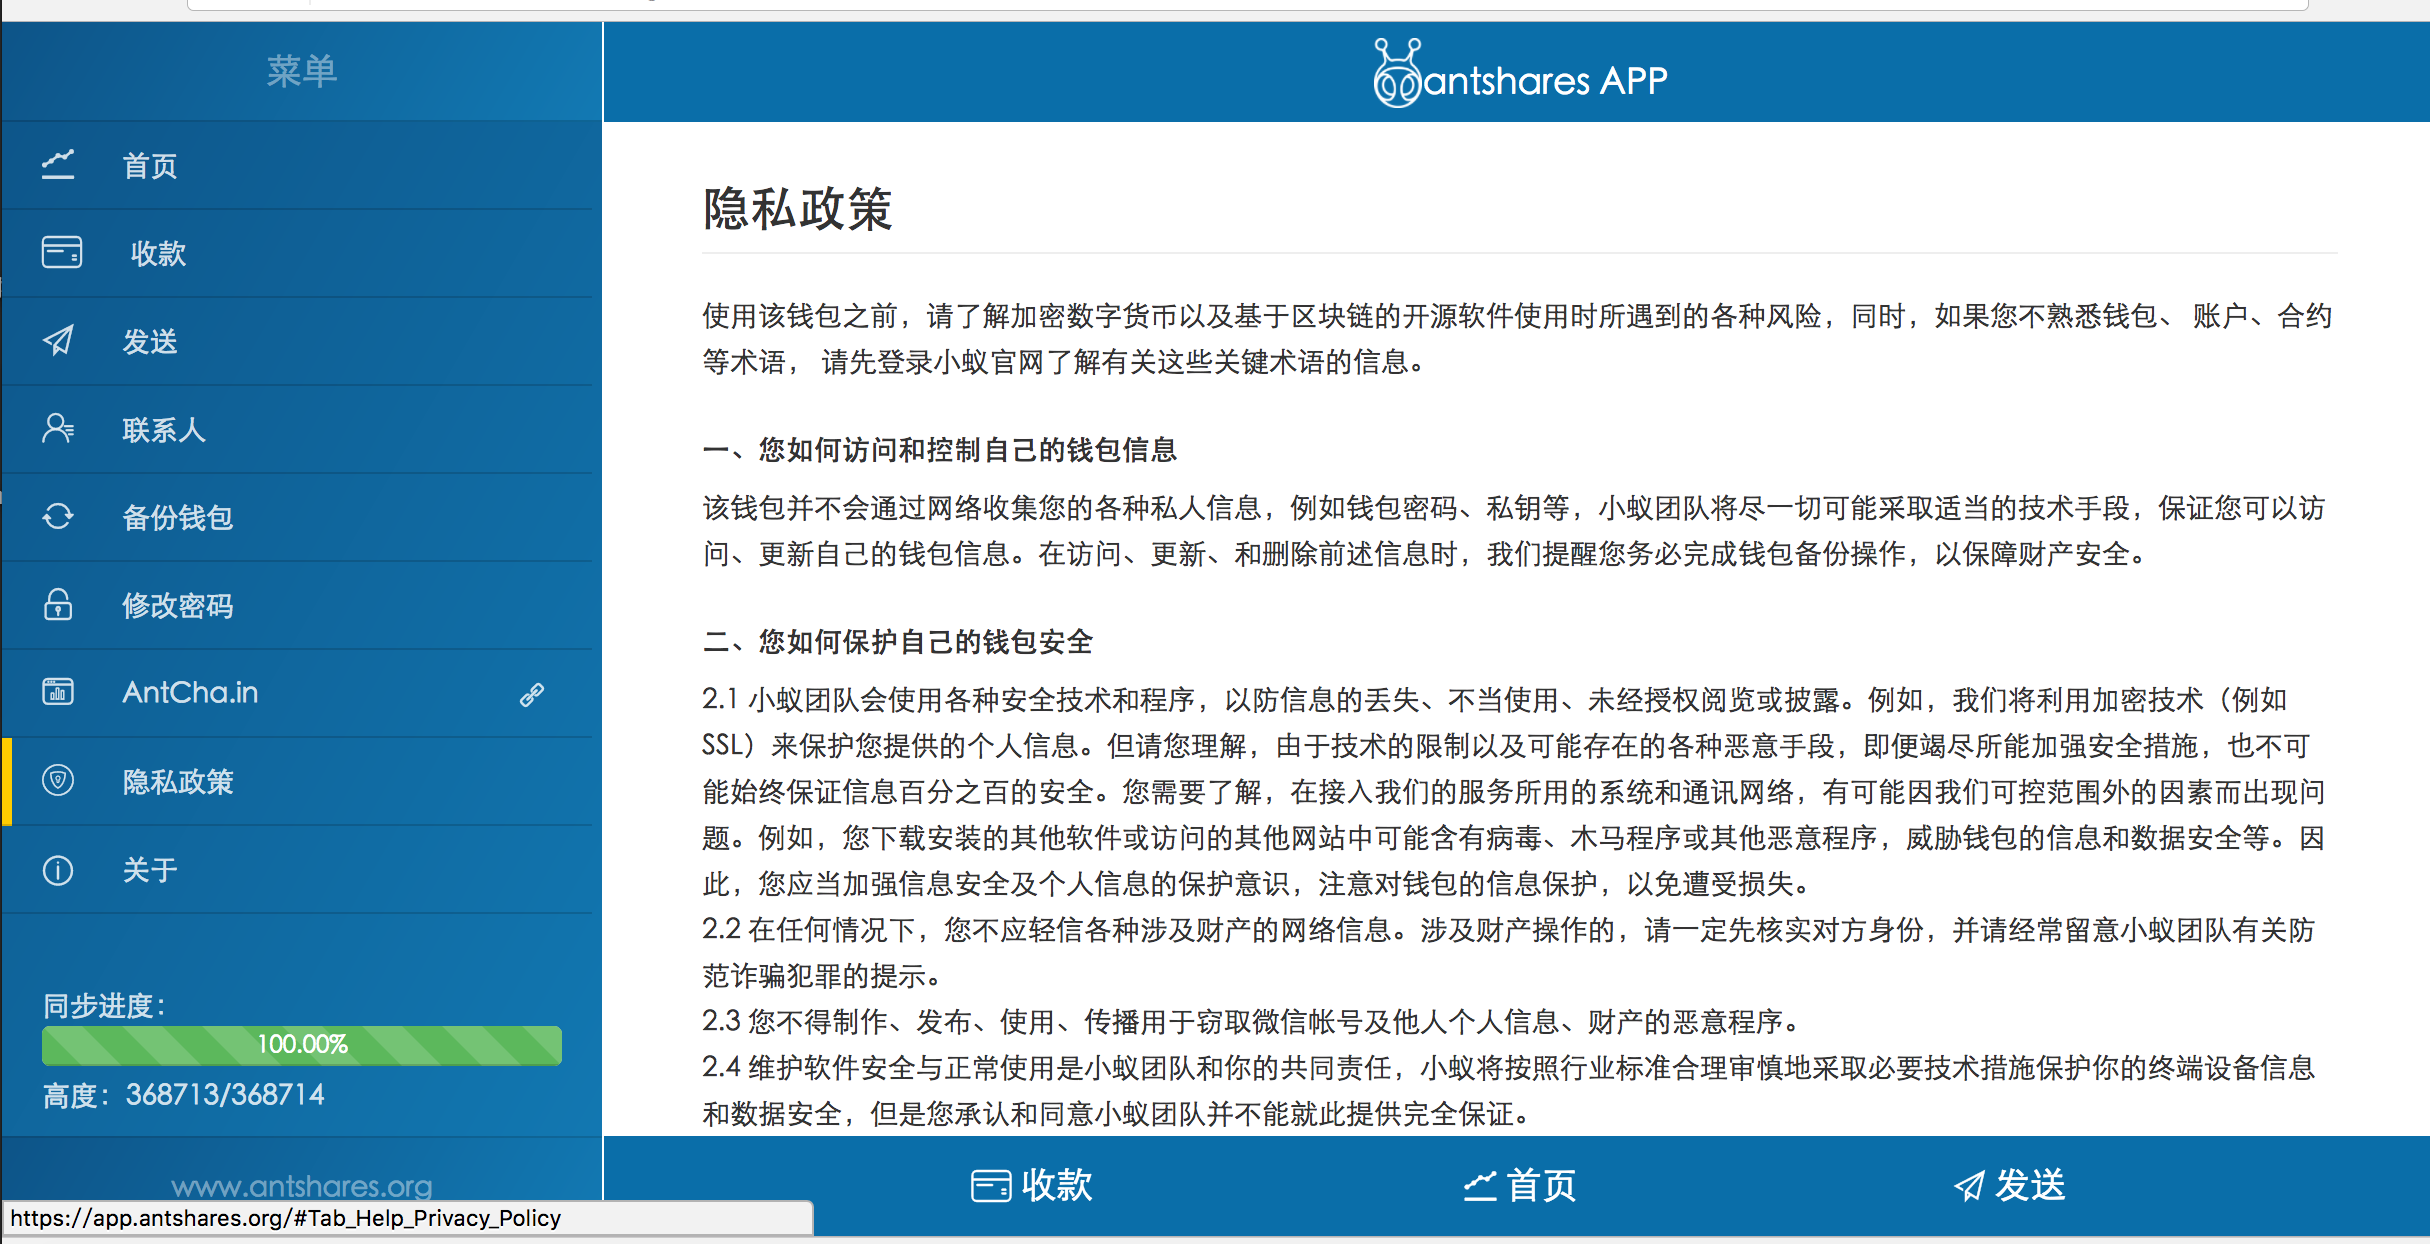 菜单
首页
收款
发送
联系人
备份钱包
修改密码
AntCha.in
隐私政策
关于
同步进度：
100.00%
高度：368713/368714
www.antshares.org
https://app.antshares.org/#Tab_Help_Privacy_Policy
antshares APP
隐私政策
使用该钱包之前，请了解加密数字货币以及基于区块链的开源软件使用时所遇到的各种风险，同时，如果您不熟悉钱包、 账户、合约
等术语， 请先登录小蚁官网了解有关这些关键术语的信息。
一、您如何访问和控制自己的钱包信息
该钱包并不会通过网络收集您的各种私人信息，例如钱包密码、私钥等，小蚁团队将尽一切可能采取适当的技术手段，保证您可以访
问、更新自己的钱包信息。在访问、更新、和删除前述信息时，我们提醒您务必完成钱包备份操作，以保障财产安全。
二、您如何保护自己的钱包安全
2.1 小蚁团队会使用各种安全技术和程序，以防信息的丢失、不当使用、未经授权阅览或披露。例如，我们将利用加密技术（例如
SSL）来保护您提供的个人信息。但请您理解，由于技术的限制以及可能存在的各种恶意手段，即便竭尽所能加强安全措施，也不可
能始终保证信息百分之百的安全。您需要了解，在接入我们的服务所用的系统和通讯网络，有可能因我们可控范围外的因素而出现问
题。例如，您下载安装的其他软件或访问的其他网站中可能含有病毒、木马程序或其他恶意程序，威胁钱包的信息和数据安全等。因
此，您应当加强信息安全及个人信息的保护意识，注意对钱包的信息保护，以免遭受损失。
2.2 在任何情况下，您不应轻信各种涉及财产的网络信息。涉及财产操作的，请一定先核实对方身份，并请经常留意小蚁团队有关防
范诈骗犯罪的提示。
2.3 您不得制作、发布、使用、传播用于窃取微信帐号及他人个人信息、财产的恶意程序。
2.4 维护软件安全与正常使用是小蚁团队和你的共同责任，小蚁将按照行业标准合理审慎地采取必要技术措施保护你的终端设备信息
和数据安全，但是您承认和同意小蚁团队并不能就此提供完全保证。
收款
首页
发送